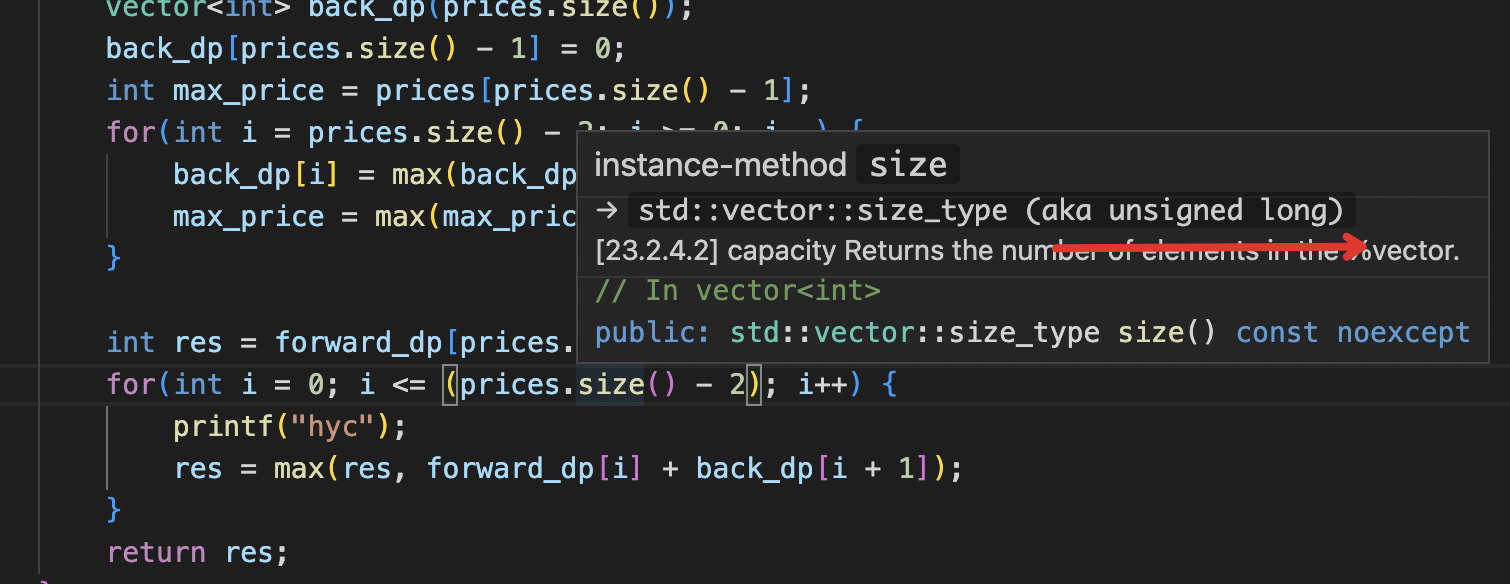 vector<int> back_dp(prices.size());
back_dp[prices.size() - 1] = 0;
int max_price = prices[prices.size() - 1];
for(int i = prices.size() - 2; i >= 0; i--) {
back_dp[i] = max(back_dp
max_price = max(max_pric
}
instance-method size
→ std::vector::size_type (aka unsigned long)
[23.2.4.2] capacity Returns the number of elements in the %vector.
// In vector<int>
public: std::vector::size_type size() const noexcept
int res = forward_dp[prices.
for(int i = 0; i <= (prices.size() - 2); i++) {
printf("hyc");
res = max(res, forward_dp[i] + back_dp[i + 1]);
}
return res;
}